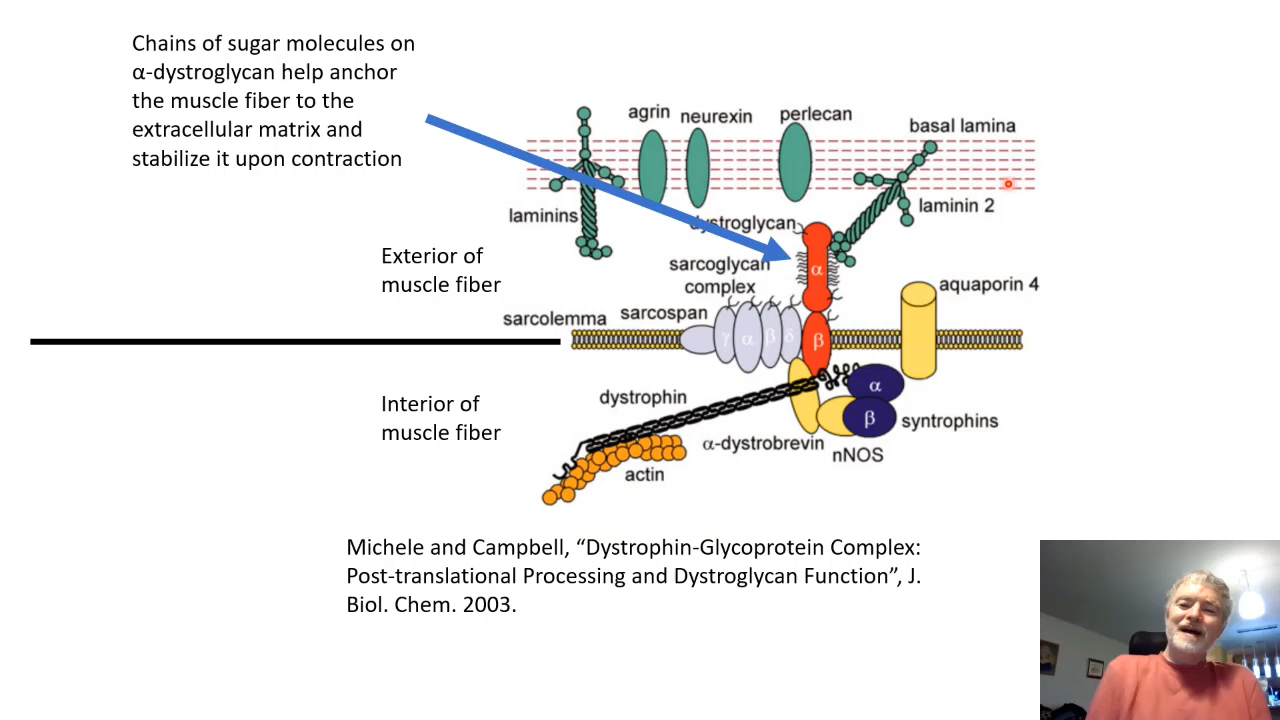 Chains of sugar molecules on
α-dystroglycan help anchor
the muscle fiber to the
extracellular matrix and
stabilize it upon contraction
agrin
neurexin
perlecan
basal lamina
laminins
laminin 2
dystroglycan
α
Exterior of
muscle fiber
sarcoglycan
complex
aquaporin 4
sarcolemma
sarcospan
γ
α
β
δ
β
Interior of
muscle fiber
dystrophin
α
β
syntrophins
α-dystrobrevin
nNOS
actin
Michele and Campbell, “Dystrophin-Glycoprotein Complex:
Post-translational Processing and Dystroglycan Function”, J.
Biol. Chem. 2003.